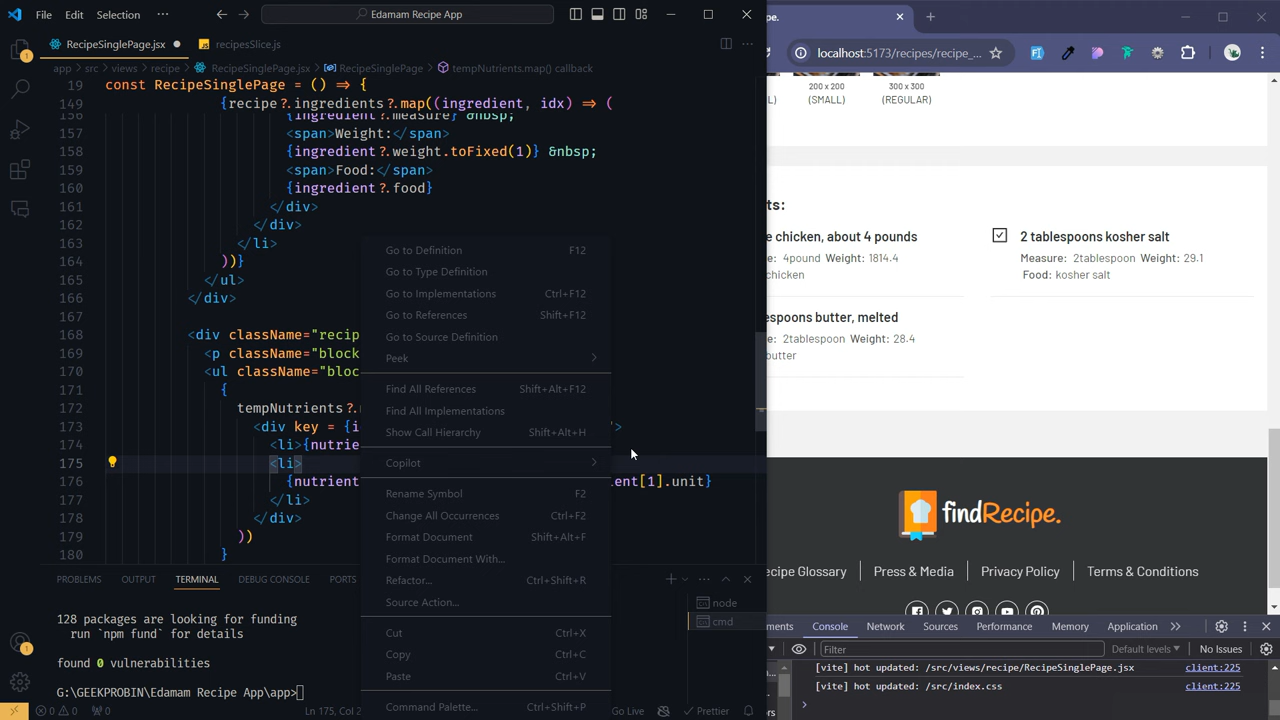 File Edit Selection ··· Edamam Recipe App
RecipeSinglePage.jsx recipesSlice.js
app > src > views > recipe > RecipeSinglePage.jsx > RecipeSinglePage > tempNutrients.map() callback
19 const RecipeSinglePage = () => {
149 {recipe?.ingredients?.map((ingredient, idx) => (
156 {ingredient?.measure} &nbsp;
157 <span>Weight:</span>
158 {ingredient?.weight.toFixed(1)} &nbsp;
159 <span>Food:</span>
160 {ingredient?.food}
161 </div>
162 </div>
163 </li>
164 ))}
165 </ul>
166 </div>
167
168 <div className="recip
169 <p className="block
170 <ul className="bloc
171 {
172 tempNutrients?.
173 <div key = {i ">
174 <li>{nutrie
175 <li>
176 {nutrient ent[1].unit}
177 </li>
178 </div>
179 ))
180 }
Go to Definition F12
Go to Type Definition
Go to Implementations Ctrl+F12
Go to References Shift+F12
Go to Source Definition
Peek >
Find All References Shift+Alt+F12
Find All Implementations
Show Call Hierarchy Shift+Alt+H
Copilot >
Rename Symbol F2
Change All Occurrences Ctrl+F2
Format Document Shift+Alt+F
Format Document With...
Refactor... Ctrl+Shift+R
Source Action...
Cut Ctrl+X
Copy Ctrl+C
Paste Ctrl+V
Command Palette... Ctrl+Shift+P
PROBLEMS OUTPUT TERMINAL DEBUG CONSOLE PORTS
128 packages are looking for funding
run `npm fund` for details
found 0 vulnerabilities
G:\GEEKPROBIN\Edamam Recipe App\app>
node
cmd
0 0 0 Ln 175, Col 2 Go Live Prettier
pe.
localhost:5173/recipes/recipe_...
L) 200 x 200 300 x 300
(SMALL) (REGULAR)
ts:
e chicken, about 4 pounds
e: 4pound Weight: 1814.4
chicken
2 tablespoons kosher salt
Measure: 2tablespoon Weight: 29.1
Food: kosher salt
espoons butter, melted
e: 2tablespoon Weight: 28.4
butter
findRecipe.
ecipe Glossary Press & Media Privacy Policy Terms & Conditions
ments Console Network Sources Performance Memory Application »
Filter Default levels No Issues
[vite] hot updated: /src/views/recipe/RecipeSinglePage.jsx client:225
[vite] hot updated: /src/index.css client:225